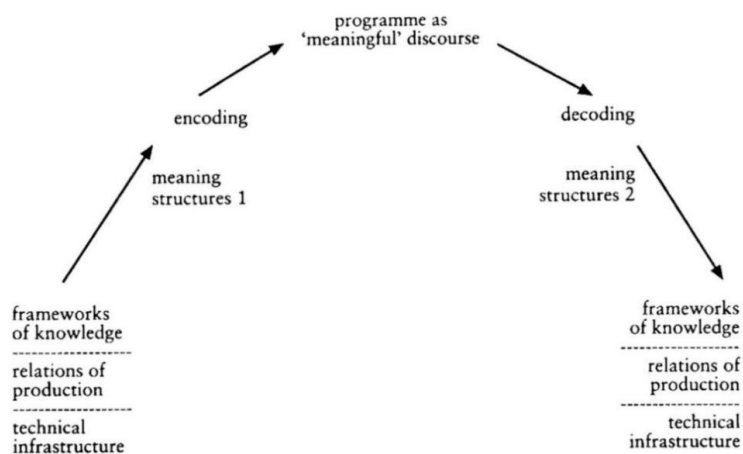 programme as
‘meaningful’ discourse
encoding
decoding
meaning
structures 1
meaning
structures 2
frameworks
of knowledge
relations of
production
technical
infrastructure
frameworks
of knowledge
relations of
production
technical
infrastructure